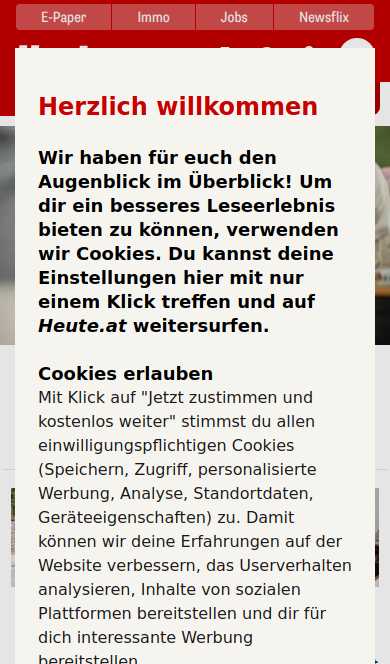 E-Paper
Immo
Jobs
Newsflix
Herzlich willkommen
Wir haben für euch den
Augenblick im Überblick! Um
dir ein besseres Leseerlebnis
bieten zu können, verwenden
wir Cookies. Du kannst deine
Einstellungen hier mit nur
einem Klick treffen und auf
Heute.at weitersurfen.
Cookies erlauben
Mit Klick auf "Jetzt zustimmen und
kostenlos weiter" stimmst du allen
einwilligungspflichtigen Cookies
(Speichern, Zugriff, personalisierte
Werbung, Analyse, Standortdaten,
Geräteeigenschaften) zu. Damit
können wir deine Erfahrungen auf der
Website verbessern, das Userverhalten
analysieren, Inhalte von sozialen
Plattformen bereitstellen und dir für
dich interessante Werbung
bereitstellen